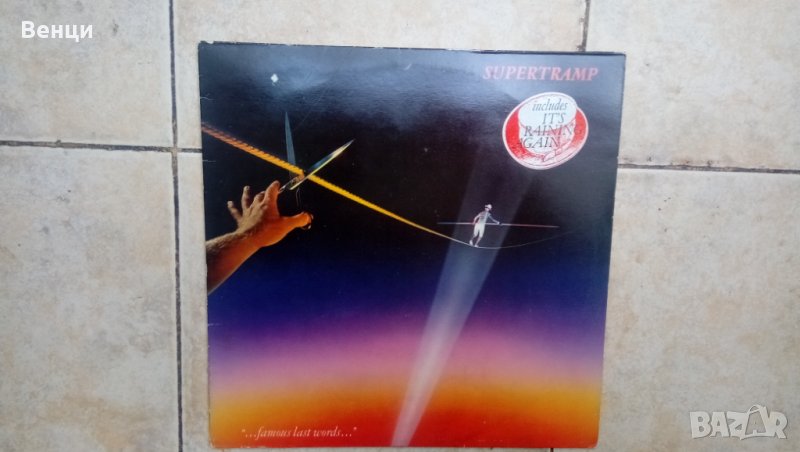 Венци
SUPERTRAMP
includes
IT'S
RAINING
AGAIN
"...famous last words..."
BAZAR